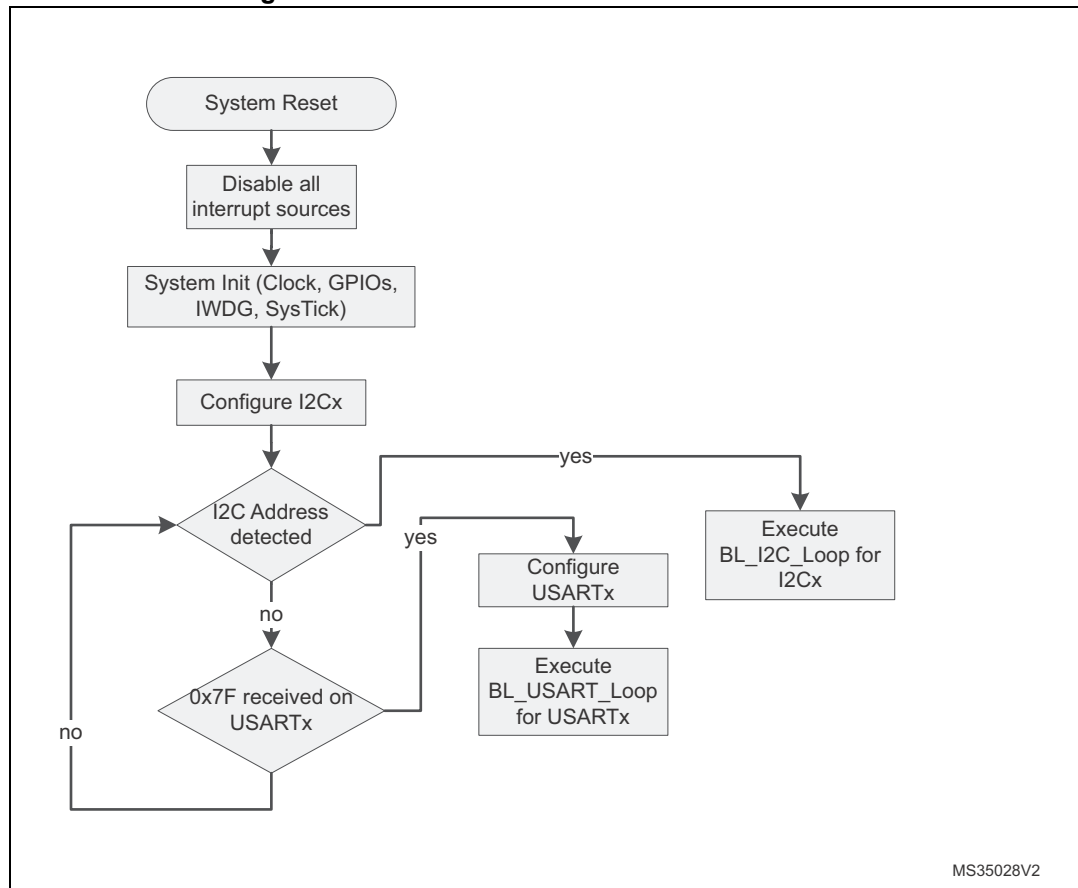 System Reset
Disable all
interrupt sources
System Init (Clock, GPIOs,
IWDG, SysTick)
Configure I2Cx
I2C Address
detected
yes
Execute
BL_I2C_Loop for
I2Cx
yes
Configure
USARTx
no
Execute
BL_USART_Loop
for USARTx
0x7F received on
USARTx
no
MS35028V2